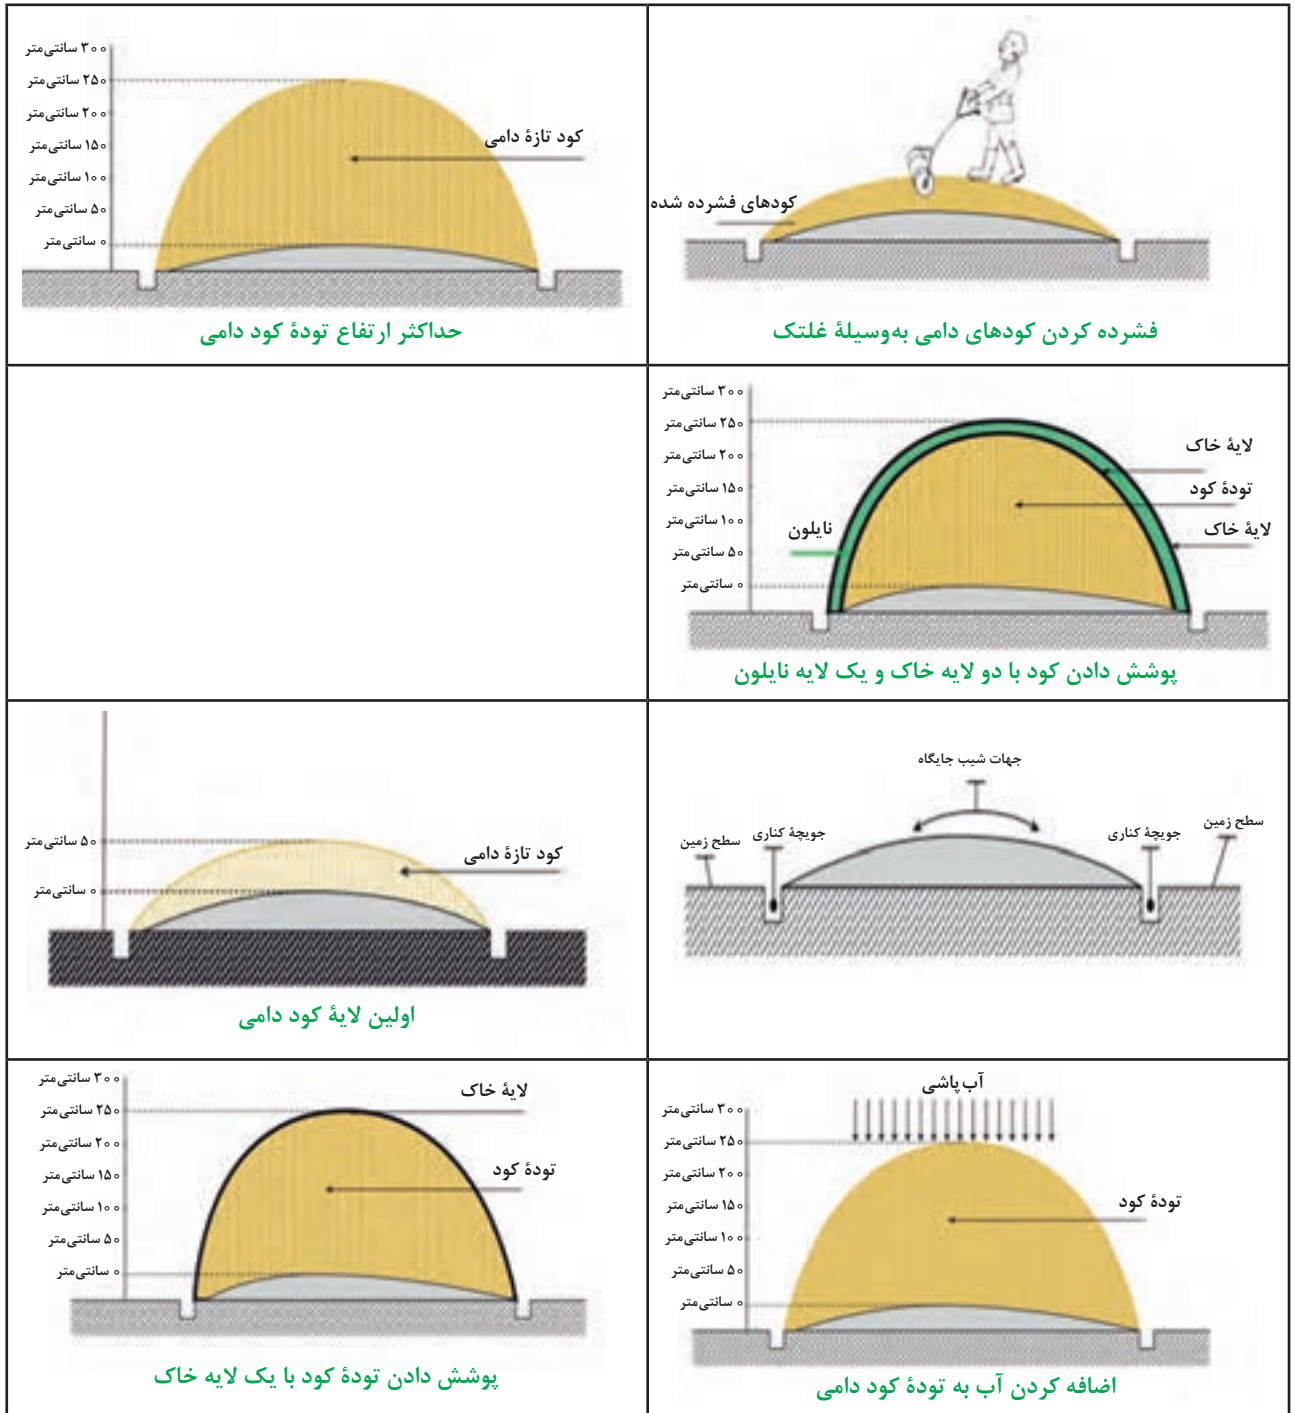 فشرده کردن کودهای دامی به‌وسیلهٔ غلتک
کودهای فشرده شده
۳۰۰ سانتی‌متر
۲۵۰ سانتی‌متر
۲۰۰ سانتی‌متر
۱۵۰ سانتی‌متر
۱۰۰ سانتی‌متر
۵۰ سانتی‌متر
۰ سانتی‌متر
کود تازهٔ دامی
حداکثر ارتفاع تودهٔ کود دامی
۳۰۰ سانتی‌متر
۲۵۰ سانتی‌متر
۲۰۰ سانتی‌متر
۱۵۰ سانتی‌متر
۱۰۰ سانتی‌متر
۵۰ سانتی‌متر
۰ سانتی‌متر
لایهٔ خاک
تودهٔ کود
لایهٔ خاک
نایلون
پوشش دادن کود با دو لایه خاک و یک لایه نایلون
جهات شیب جایگاه
سطح زمین
جویچهٔ کناری
جویچهٔ کناری
سطح زمین
۵۰ سانتی‌متر
۰ سانتی‌متر
کود تازهٔ دامی
اولین لایهٔ کود دامی
آب پاشی
۳۰۰ سانتی‌متر
۲۵۰ سانتی‌متر
۲۰۰ سانتی‌متر
۱۵۰ سانتی‌متر
۱۰۰ سانتی‌متر
۵۰ سانتی‌متر
۰ سانتی‌متر
تودهٔ کود
اضافه کردن آب به تودهٔ کود دامی
۳۰۰ سانتی‌متر
۲۵۰ سانتی‌متر
۲۰۰ سانتی‌متر
۱۵۰ سانتی‌متر
۱۰۰ سانتی‌متر
۵۰ سانتی‌متر
۰ سانتی‌متر
لایهٔ خاک
تودهٔ کود
پوشش دادن تودهٔ کود با یک لایه خاک